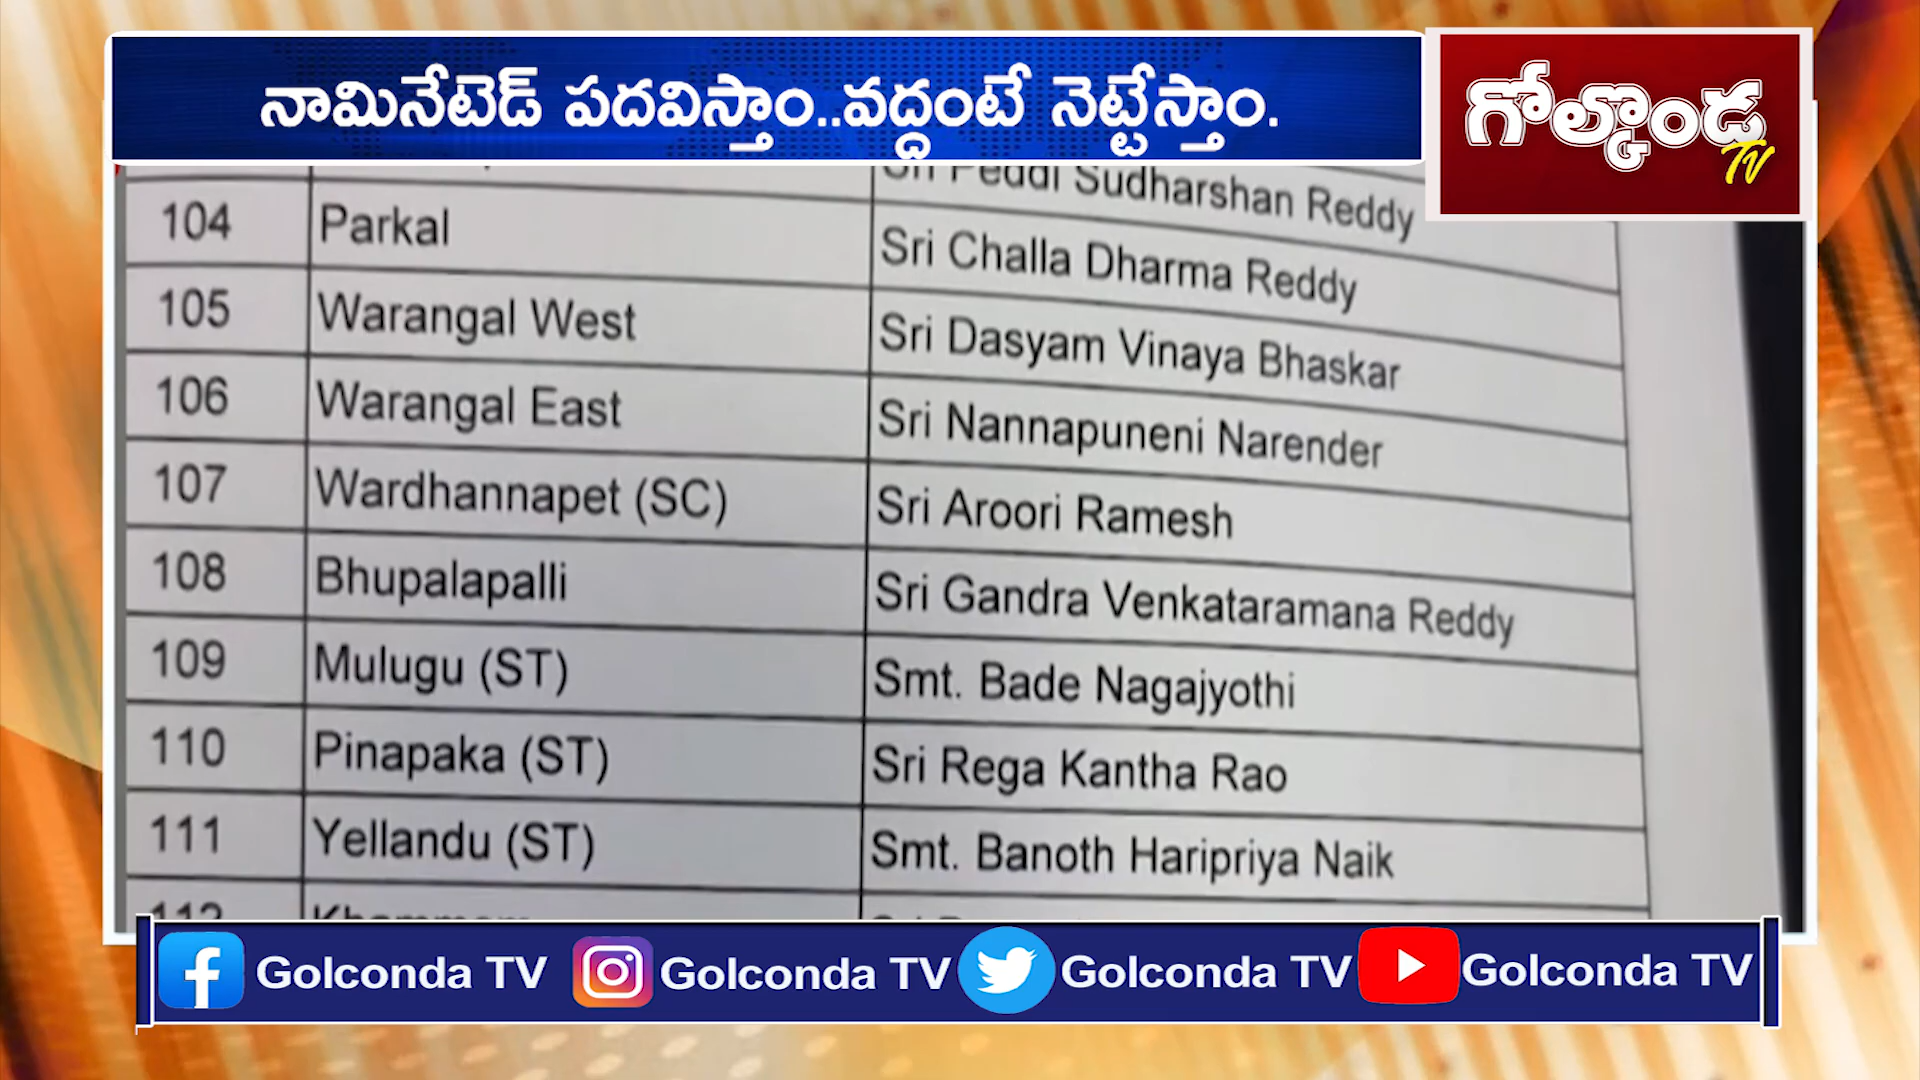 నామినేటెడ్ పదవిస్తాం..వద్దంటే నెట్టేస్తాం.
గోల్కొండ
TV
Sri Peddi Sudharshan Reddy
104 Parkal Sri Challa Dharma Reddy
105 Warangal West Sri Dasyam Vinaya Bhaskar
106 Warangal East Sri Nannapuneni Narender
107 Wardhannapet (SC) Sri Aroori Ramesh
108 Bhupalapalli Sri Gandra Venkataramana Reddy
109 Mulugu (ST) Smt. Bade Nagajyothi
110 Pinapaka (ST) Sri Rega Kantha Rao
111 Yellandu (ST) Smt. Banoth Haripriya Naik
112 Khammam
Golconda TV Golconda TV Golconda TV Golconda TV